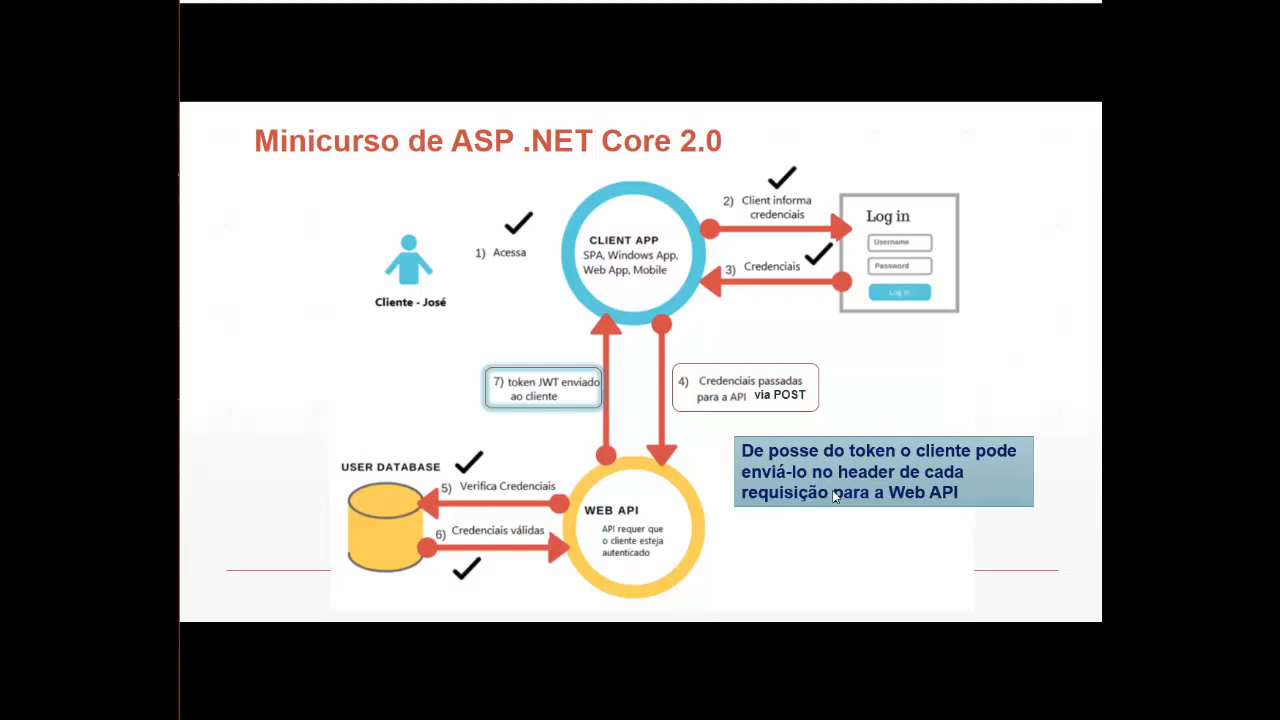 Minicurso de ASP .NET Core 2.0
2) Client informa
credenciais
Log in
Username
Password
Log in
1) Acessa
CLIENT APP
SPA, Windows App,
Web App, Mobile
3) Credenciais
Cliente - José
7) token JWT enviado
ao cliente
4) Credenciais passadas
para a API via POST
De posse do token o cliente pode
enviá-lo no header de cada
requisição para a Web API
USER DATABASE
5) Verifica Credenciais
6) Credenciais válidas
WEB API
API requer que
o cliente esteja
autenticado